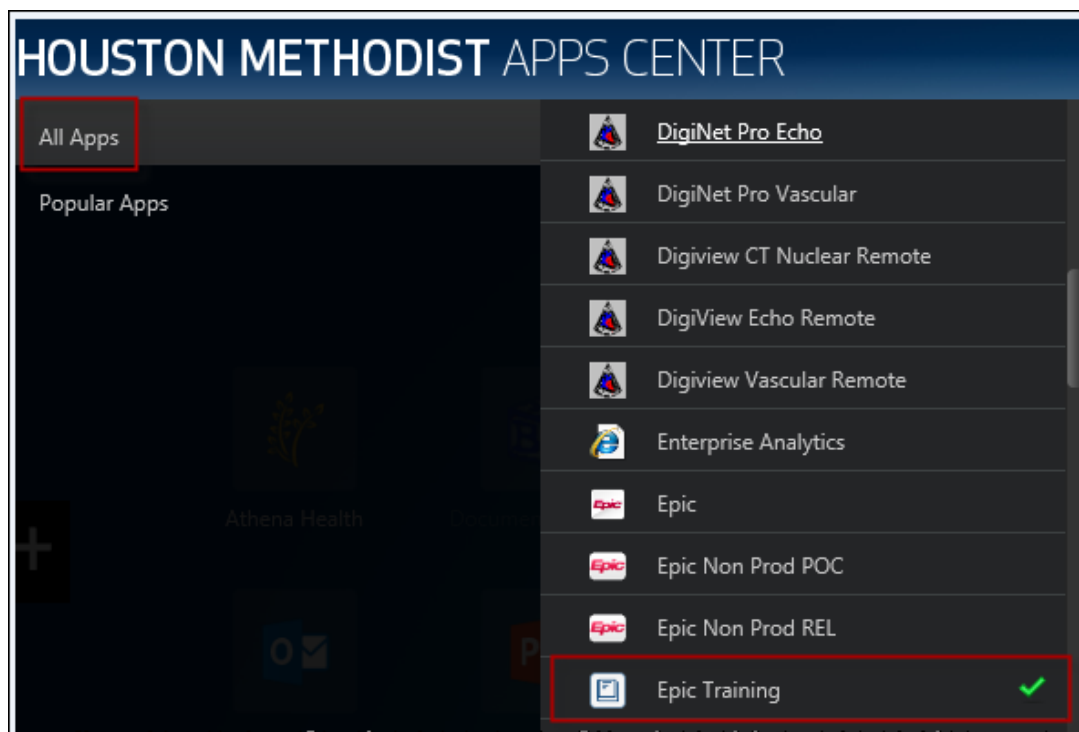 HOUSTON METHODIST APPS CENTER
All Apps
Popular Apps
Athena Health
DigiNet Pro Echo
DigiNet Pro Vascular
Digiview CT Nuclear Remote
DigiView Echo Remote
Digiview Vascular Remote
Enterprise Analytics
Epic
Epic Non Prod POC
Epic Non Prod REL
Epic Training